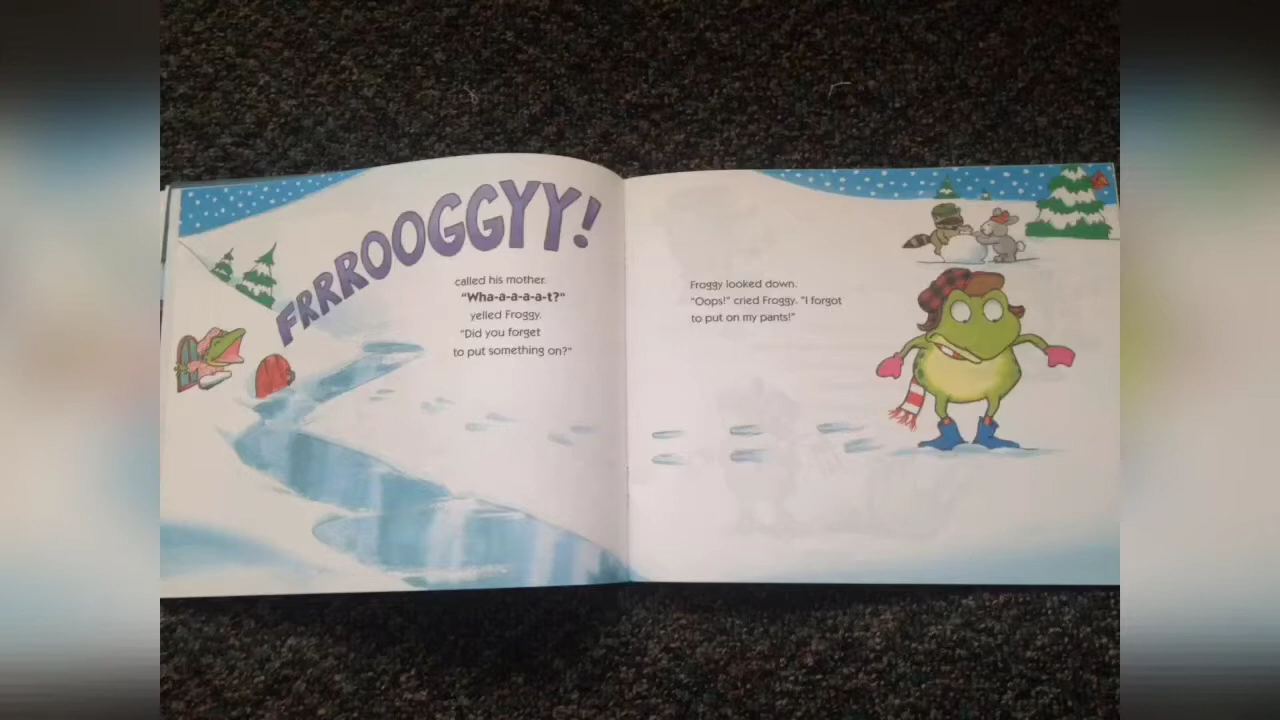 FRRROOGGYY!
called his mother.
"Wha-a-a-a-a-t?"
yelled Froggy.
"Did you forget
to put something on?"
Froggy looked down.
"Oops!" cried Froggy. "I forgot
to put on my pants!"